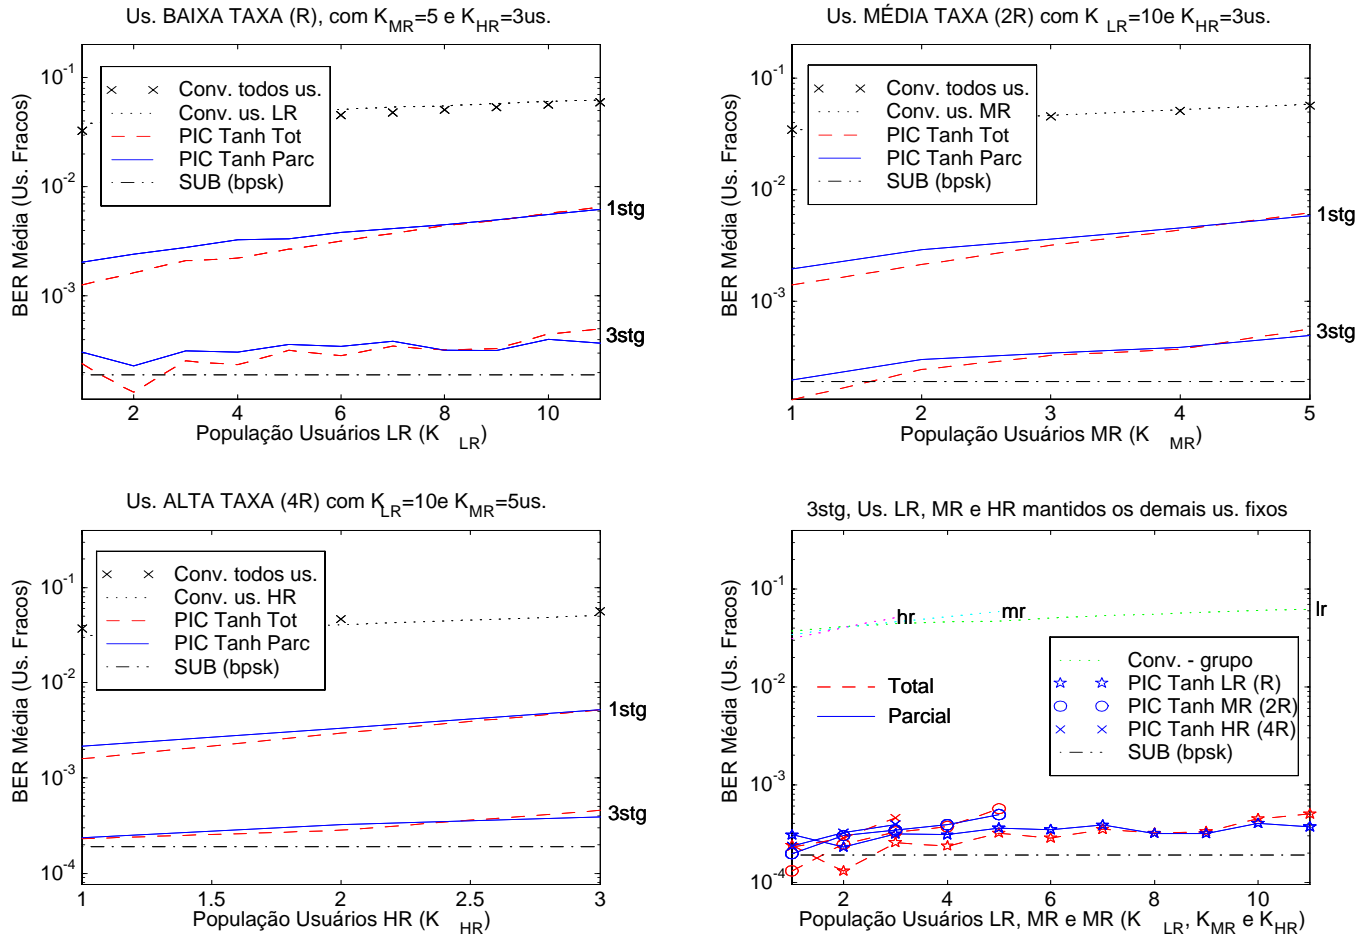 Us. BAIXA TAXA (R), com K_MR=5 e K_HR=3us.
10^-1
10^-2
10^-3
BER Média (Us. Fracos)
Conv. todos us.
Conv. us. LR
PIC Tanh Tot
PIC Tanh Parc
SUB (bpsk)
1stg
3stg
2 4 6 8 10
População Usuários LR (K_LR)
Us. MÉDIA TAXA (2R) com K_LR=10e K_HR=3us.
10^-1
10^-2
10^-3
BER Média (Us. Fracos)
Conv. todos us.
Conv. us. MR
PIC Tanh Tot
PIC Tanh Parc
SUB (bpsk)
1stg
3stg
1 2 3 4 5
População Usuários MR (K_MR)
Us. ALTA TAXA (4R) com K_LR=10e K_MR=5us.
10^-1
10^-2
10^-3
10^-4
BER Média (Us. Fracos)
Conv. todos us.
Conv. us. HR
PIC Tanh Tot
PIC Tanh Parc
SUB (bpsk)
1stg
3stg
1 1.5 2 2.5 3
População Usuários HR (K_HR)
3stg, Us. LR, MR e HR mantidos os demais us. fixos
10^-1
10^-2
10^-3
10^-4
BER Média (Us. Fracos)
hr
mr
lr
Total
Parcial
Conv. - grupo
PIC Tanh LR (R)
PIC Tanh MR (2R)
PIC Tanh HR (4R)
SUB (bpsk)
2 4 6 8 10
População Usuários LR, MR e MR (K_LR, K_MR e K_HR)